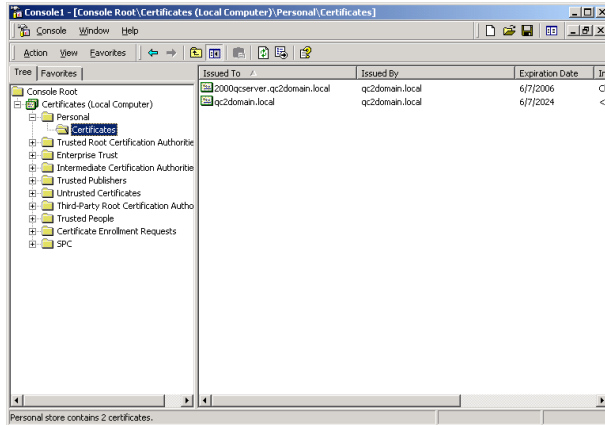 Console1 - [Console Root\Certificates (Local Computer)\Personal\Certificates]
Console Window Help
Action View Favorites
Tree Favorites
Issued To Issued By Expiration Date
Console Root
Certificates (Local Computer)
Personal
Certificates
Trusted Root Certification Authoritie
Enterprise Trust
Intermediate Certification Authoritie
Trusted Publishers
Untrusted Certificates
Third-Party Root Certification Autho
Trusted People
Certificate Enrollment Requests
SPC
2000qcserver.qc2domain.local qc2domain.local 6/7/2006
qc2domain.local qc2domain.local 6/7/2024
Personal store contains 2 certificates.